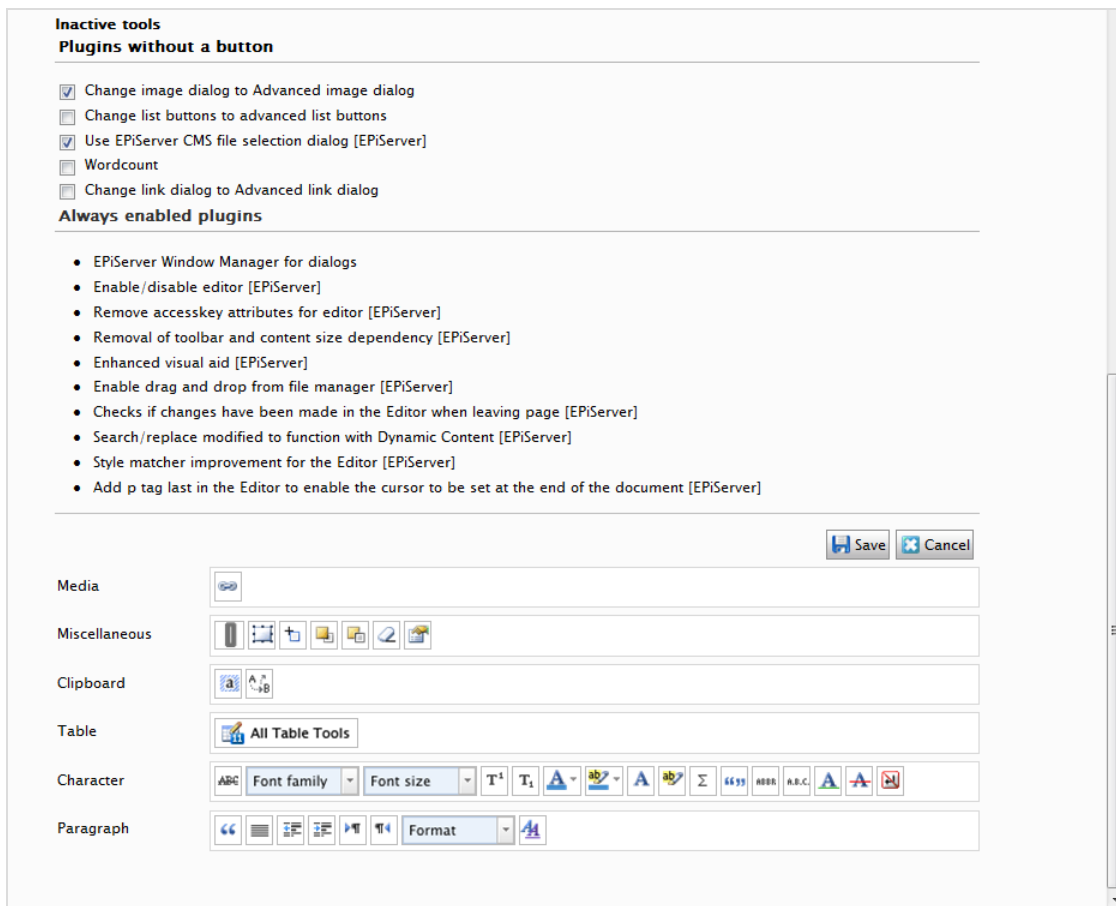 Inactive tools
Plugins without a button
Change image dialog to Advanced image dialog
Change list buttons to advanced list buttons
Use EPiServer CMS file selection dialog [EPiServer]
Wordcount
Change link dialog to Advanced link dialog
Always enabled plugins
EPiServer Window Manager for dialogs
Enable/disable editor [EPiServer]
Remove accesskey attributes for editor [EPiServer]
Removal of toolbar and content size dependency [EPiServer]
Enhanced visual aid [EPiServer]
Enable drag and drop from file manager [EPiServer]
Checks if changes have been made in the Editor when leaving page [EPiServer]
Search/replace modified to function with Dynamic Content [EPiServer]
Style matcher improvement for the Editor [EPiServer]
Add p tag last in the Editor to enable the cursor to be set at the end of the document [EPiServer]
Save Cancel
Media
Miscellaneous
Clipboard a A B
Table All Table Tools
Character ABC Font family Font size T¹ T₁ A ab A ab Σ ABBR A.B.C. A A
Paragraph Format A